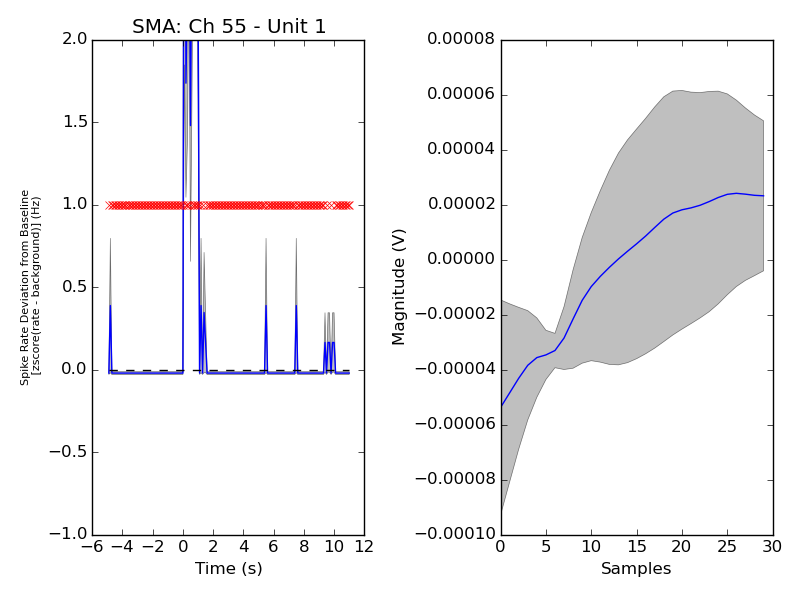 SMA: Ch 55 - Unit 1
2.0
1.5
1.0
0.5
0.0
−0.5
−1.0
−6 −4 −2 0 2 4 6 8 10 12
Time (s)
Spike Rate Deviation from Baseline
[zscore(rate - background)] (Hz)
0.00008
0.00006
0.00004
0.00002
0.00000
−0.00002
−0.00004
−0.00006
−0.00008
−0.00010
0 5 10 15 20 25 30
Samples
Magnitude (V)